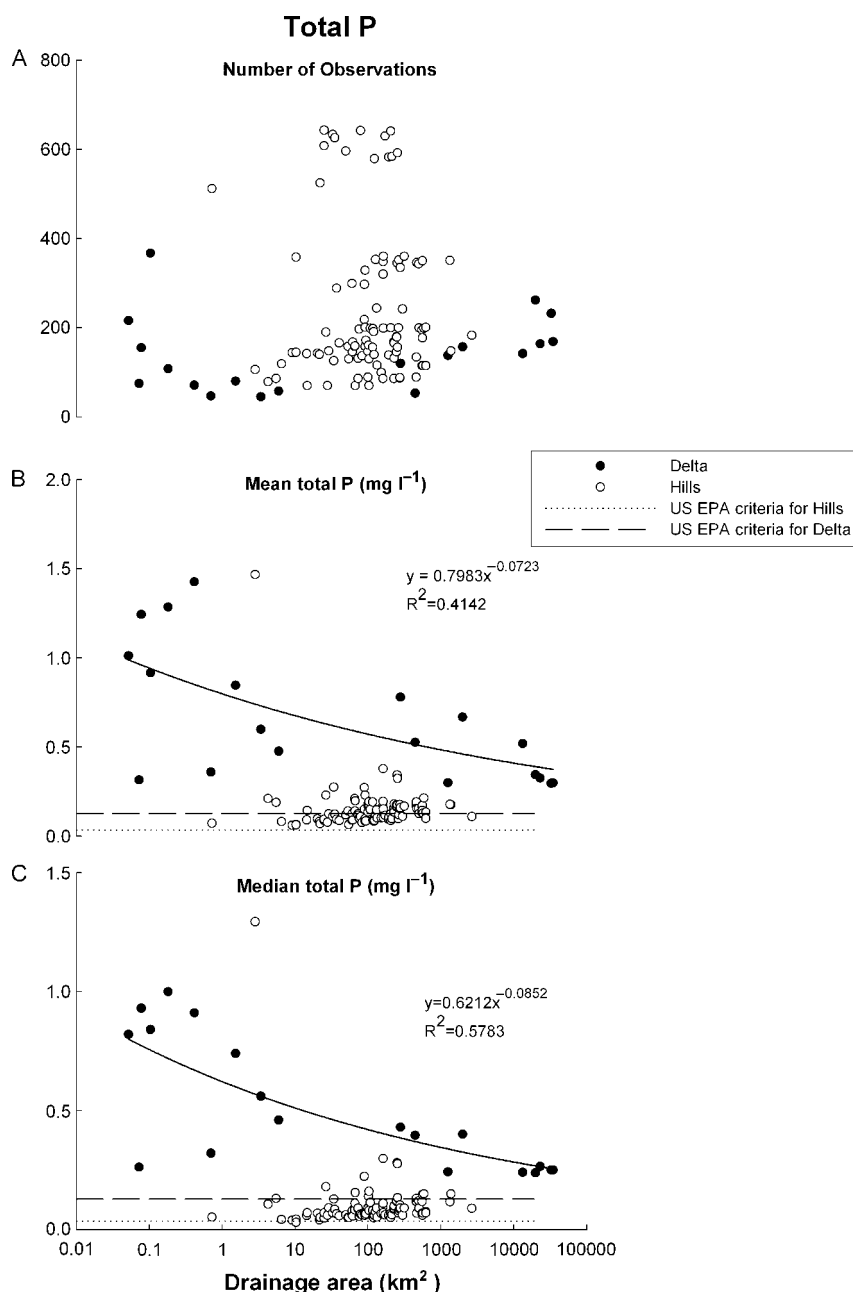 Total P
A
Number of Observations
800
600
400
200
0
Delta
Hills
US EPA criteria for Hills
US EPA criteria for Delta
B
Mean total P (mg l⁻¹)
2.0
1.5
1.0
0.5
0.0
y = 0.7983x⁻⁰·⁰⁷²³
R²=0.4142
C
Median total P (mg l⁻¹)
1.5
1.0
0.5
0.0
y=0.6212x⁻⁰·⁰⁸⁵²
R²=0.5783
0.01 0.1 1 10 100 1000 10000 100000
Drainage area (km²)